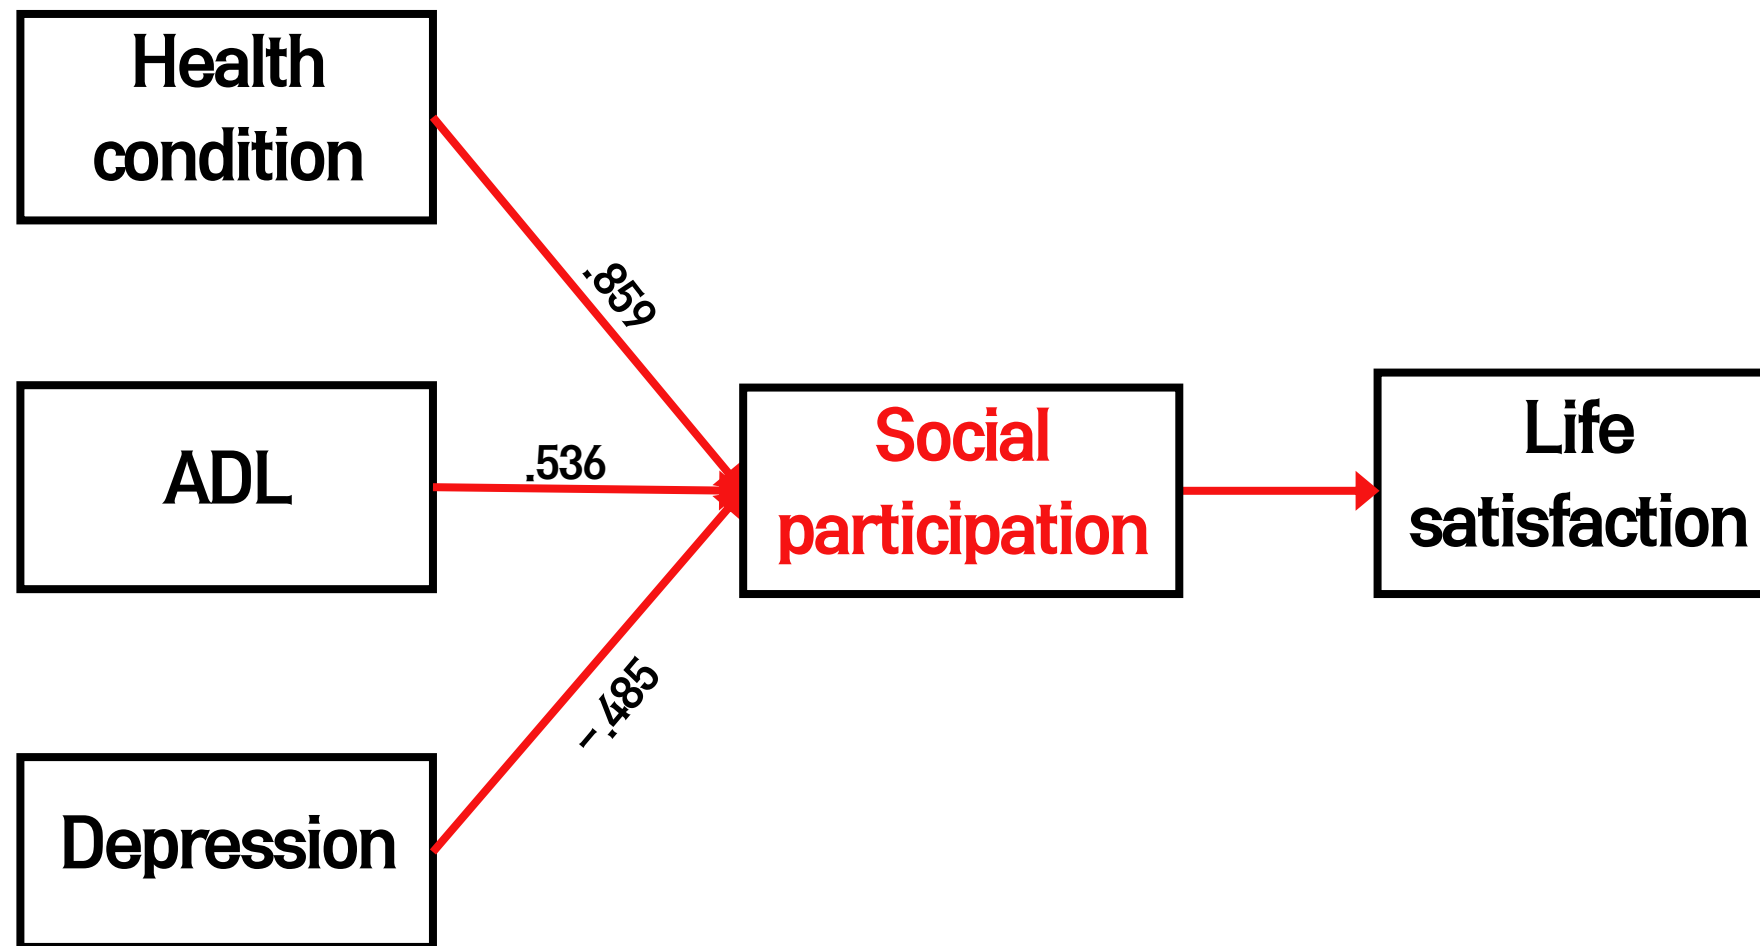 Health
condition
.859
ADL
.536
Social
participation
Life
satisfaction
-.485
Depression